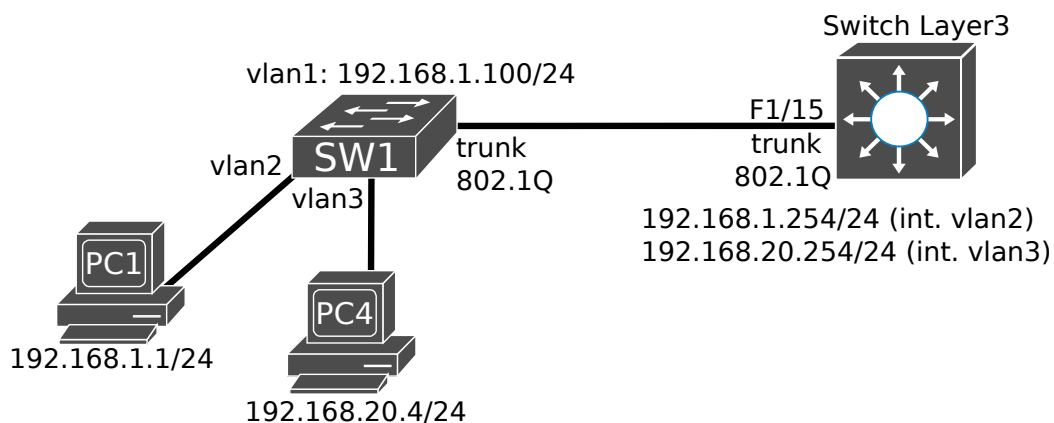 Switch Layer3
vlan1: 192.168.1.100/24
F1/15
SW1
trunk
802.1Q
trunk
802.1Q
vlan2
vlan3
192.168.1.254/24 (int. vlan2)
192.168.20.254/24 (int. vlan3)
PC1
PC4
192.168.1.1/24
192.168.20.4/24